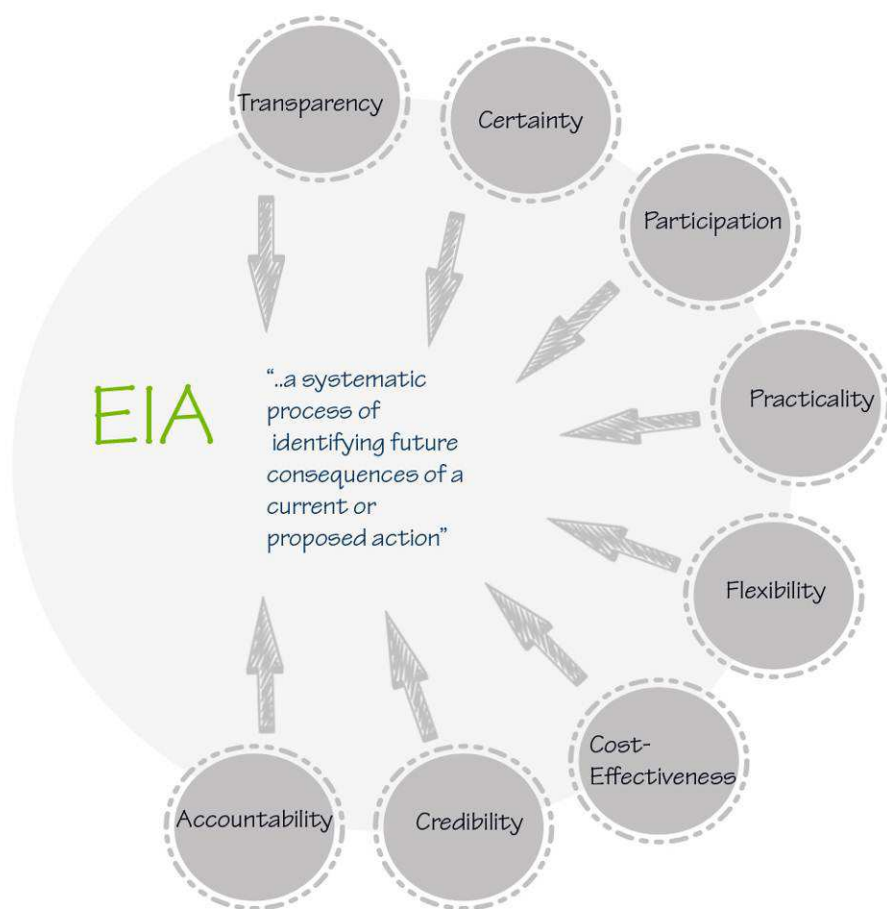 Transparency
Certainty
Participation
Practicality
EIA
“..a systematic
process of
identifying future
consequences of a
current or
proposed action”
Flexibility
Cost-
Effectiveness
Accountability
Credibility